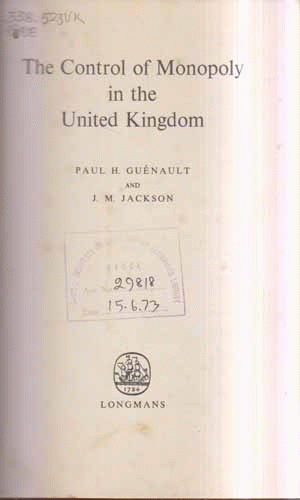 The Control of Monopoly
in the
United Kingdom
PAUL H. GUÉNAULT
AND
J. M. JACKSON
29818
15.6.73
1724
LONGMANS